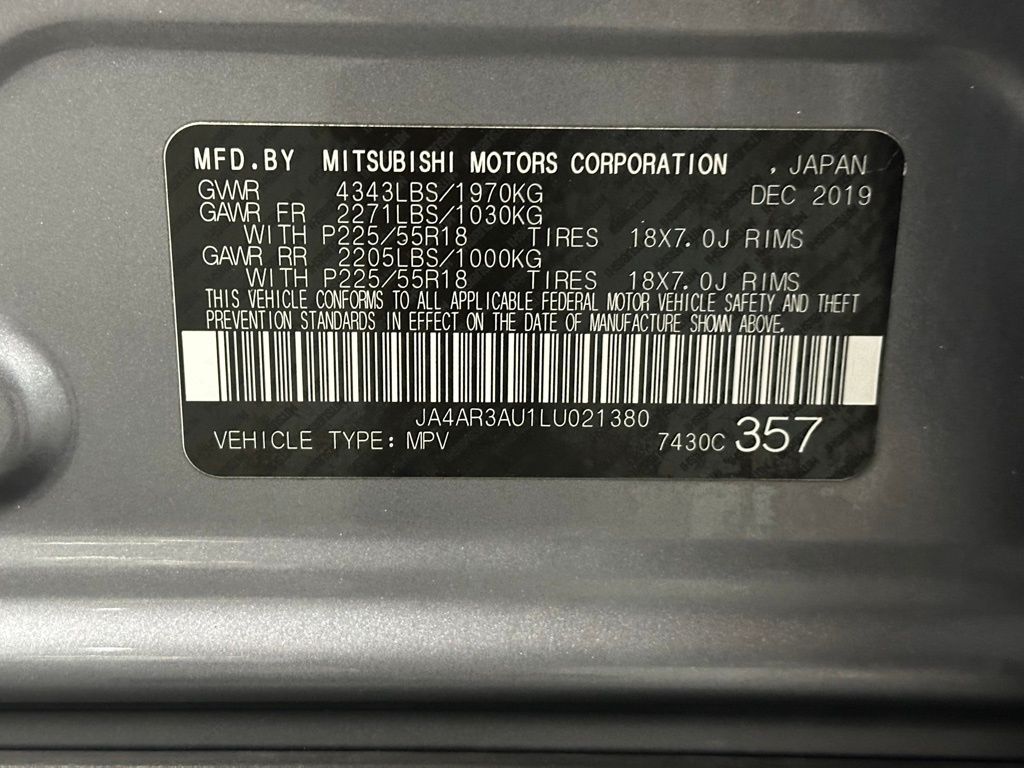 MFD.BY MITSUBISHI MOTORS CORPORATION , JAPAN
GVWR 4343LBS/1970KG DEC 2019
GAWR FR 2271LBS/1030KG
WITH P225/55R18 TIRES 18X7.0J RIMS
GAWR RR 2205LBS/1000KG
WITH P225/55R18 TIRES 18X7.0J RIMS
THIS VEHICLE CONFORMS TO ALL APPLICABLE FEDERAL MOTOR VEHICLE SAFETY AND THEFT
PREVENTION STANDARDS IN EFFECT ON THE DATE OF MANUFACTURE SHOWN ABOVE.
JA4AR3AU1LU021380
VEHICLE TYPE: MPV 7430C 357